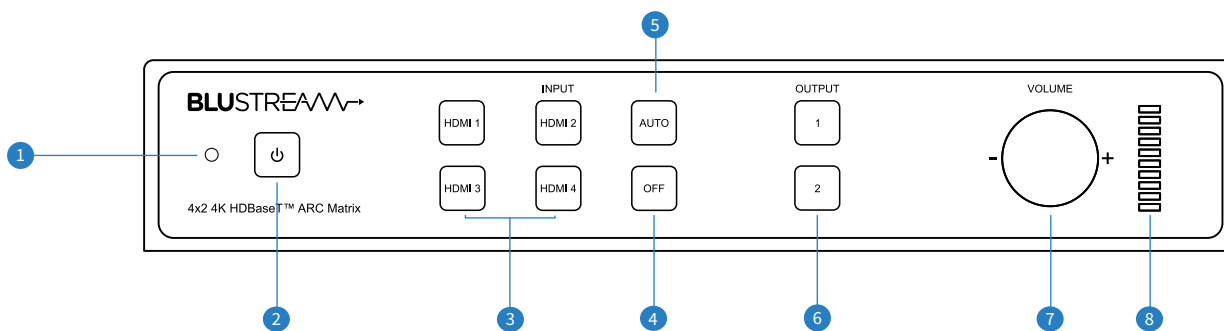 5
INPUT
OUTPUT
VOLUME
BLUSTREAM
HDMI 1
HDMI 2
AUTO
1
1
- +
HDMI 3
HDMI 4
OFF
2
4x2 4K HDBaseT™ ARC Matrix
2
3
4
6
7
8